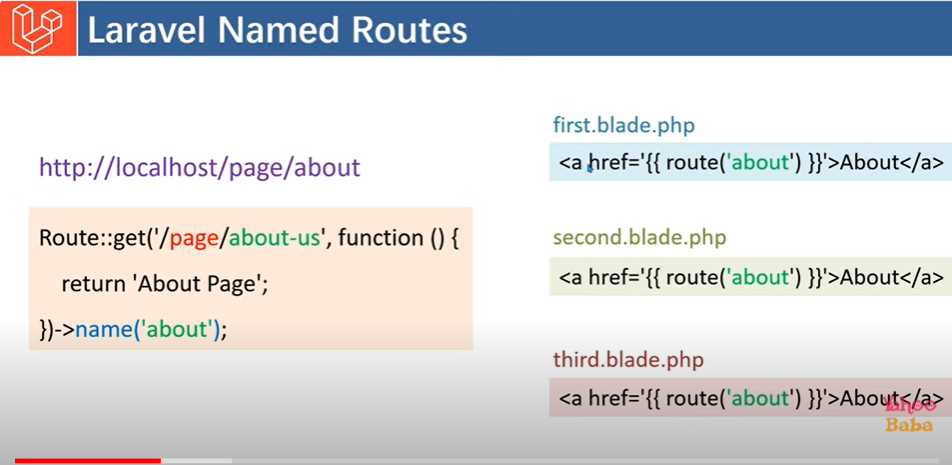 Laravel Named Routes
http://localhost/page/about
Route::get('/page/about-us', function () {
return 'About Page';
})->name('about');
first.blade.php
<a href='{{ route('about') }}'>About</a>
second.blade.php
<a href='{{ route('about') }}'>About</a>
third.blade.php
<a href='{{ route('about') }}'>About</a>
Yahoo
Baba